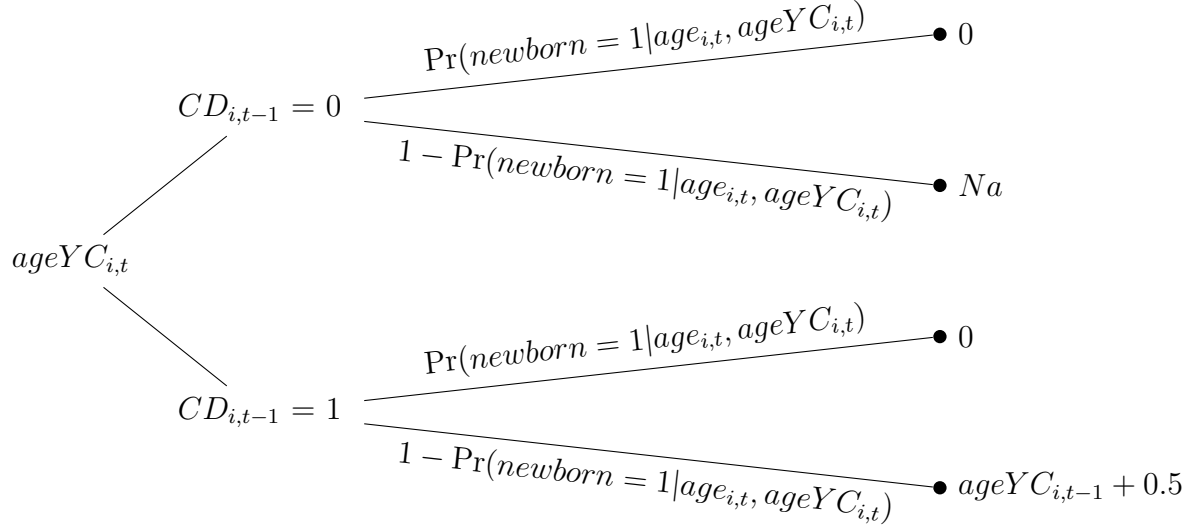 Pr(newborn = 1|age_{i,t}, ageYC_{i,t})
0
CD_{i,t−1} = 0
1 − Pr(newborn = 1|age_{i,t}, ageYC_{i,t})
Na
ageYC_{i,t}
Pr(newborn = 1|age_{i,t}, ageYC_{i,t})
0
CD_{i,t−1} = 1
1 − Pr(newborn = 1|age_{i,t}, ageYC_{i,t})
ageYC_{i,t−1} + 0.5